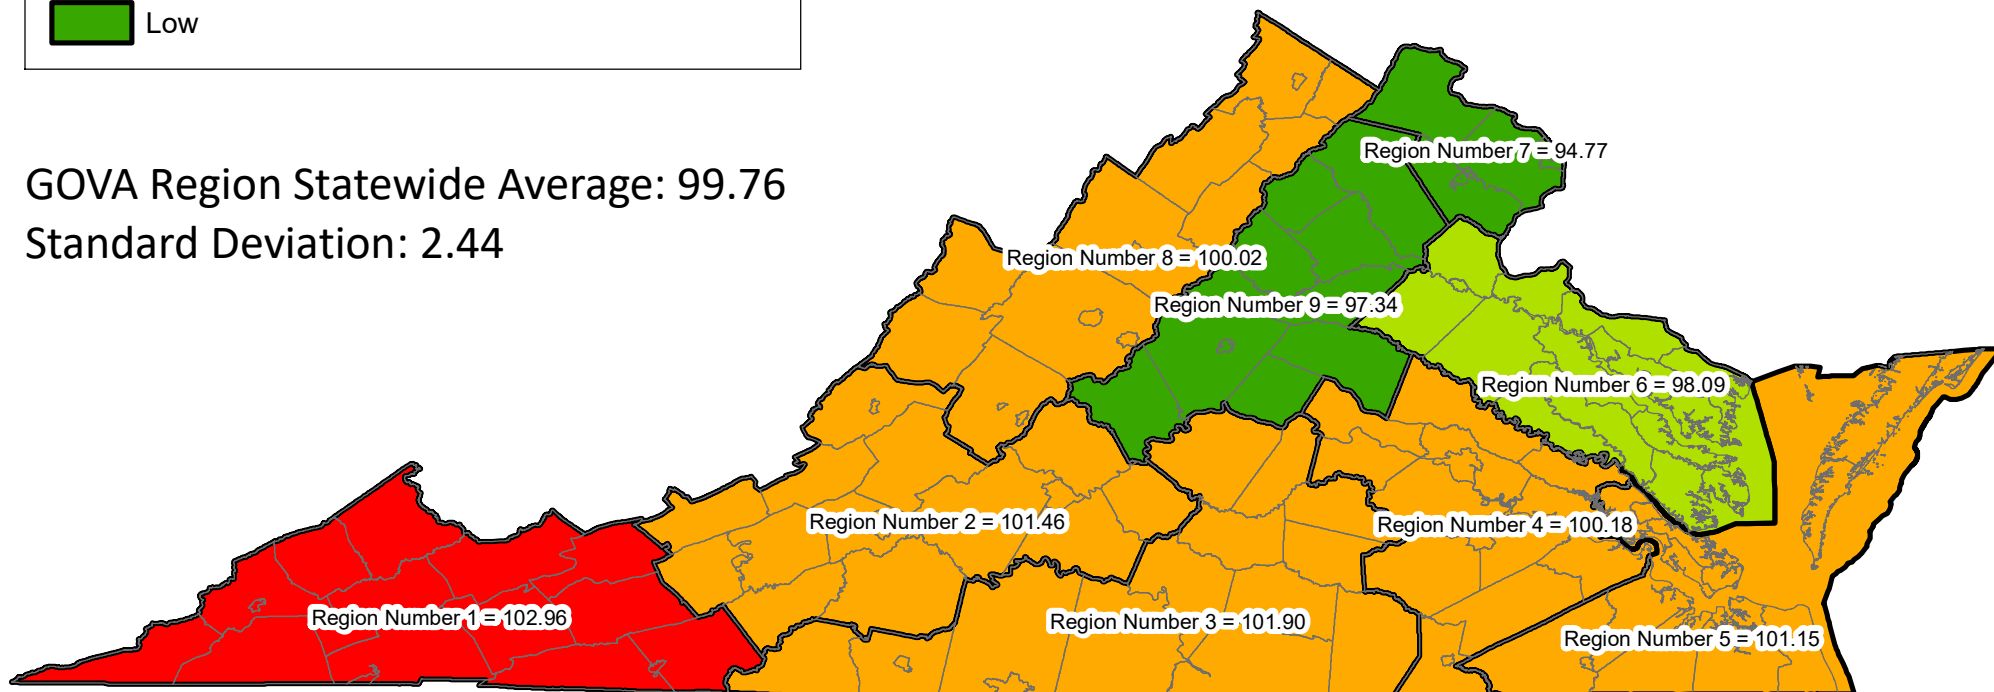 Low
GOVA Region Statewide Average: 99.76
Standard Deviation: 2.44
Region Number 7 = 94.77
Region Number 8 = 100.02
Region Number 9 = 97.34
Region Number 6 = 98.09
Region Number 2 = 101.46
Region Number 4 = 100.18
Region Number 1 = 102.96
Region Number 3 = 101.90
Region Number 5 = 101.15